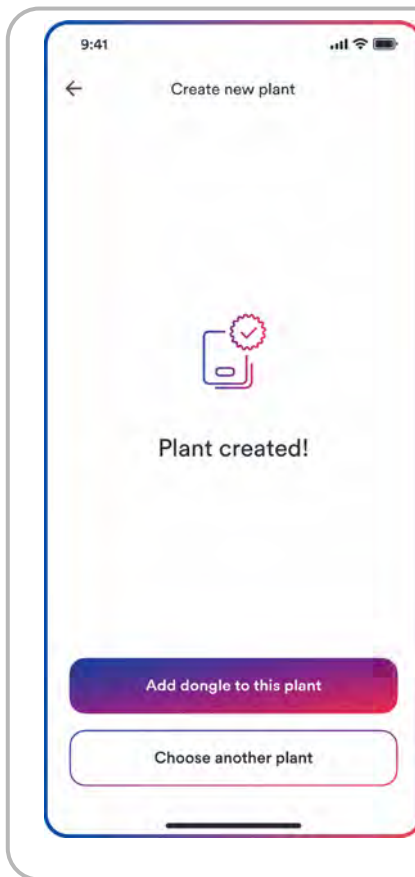 9:41
Create new plant
Plant created!
Add dongle to this plant
Choose another plant